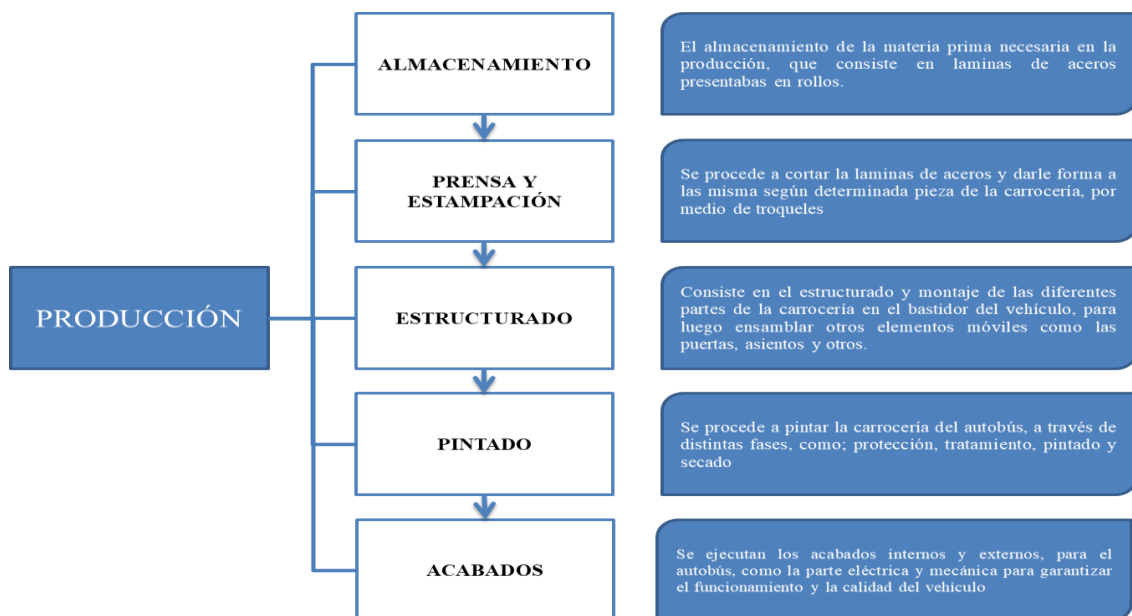 ALMACENAMIENTO
El almacenamiento de la materia prima necesaria en la
producción, que consiste en laminas de aceros
presentabas en rollos.
PRENSA Y
ESTAMPACIÓN
Se procede a cortar la laminas de aceros y darle forma a
las misma según determinada pieza de la carrocería, por
medio de troqueles
PRODUCCIÓN
ESTRUCTURADO
Consiste en el estructurado y montaje de las diferentes
partes de la carrocería en el bastidor del vehículo, para
luego ensamblar otros elementos móviles como las
puertas, asientos y otros.
PINTADO
Se procede a pintar la carrocería del autobús, a través de
distintas fases, como; protección, tratamiento, pintado y
secado
ACABADOS
Se ejecutan los acabados internos y externos, para el
autobús, como la parte eléctrica y mecánica para garantizar
el funcionamiento y la calidad del vehículo